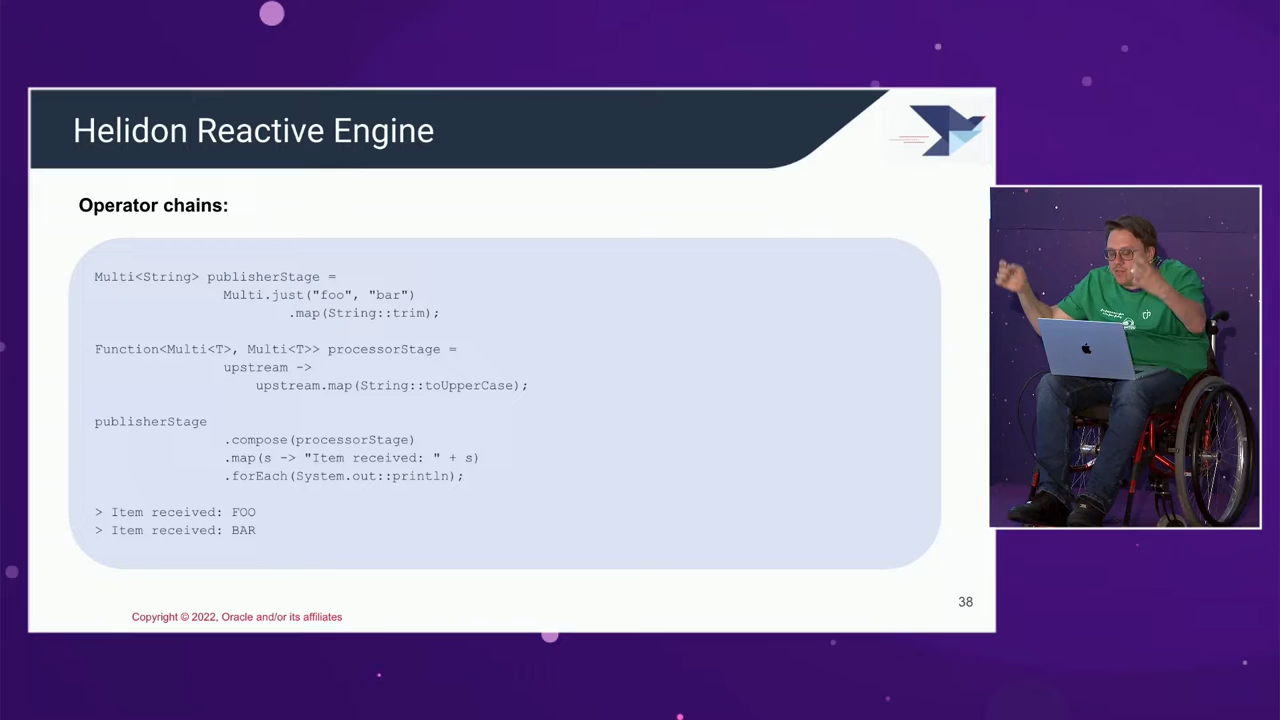 Helidon Reactive Engine
Operator chains:
Multi<String> publisherStage =
Multi.just("foo", "bar")
.map(String::trim);
Function<Multi<T>, Multi<T>> processorStage =
upstream ->
upstream.map(String::toUpperCase);
publisherStage
.compose(processorStage)
.map(s -> "Item received: " + s)
.forEach(System.out::println);
> Item received: FOO
> Item received: BAR
38
Copyright © 2022, Oracle and/or its affiliates